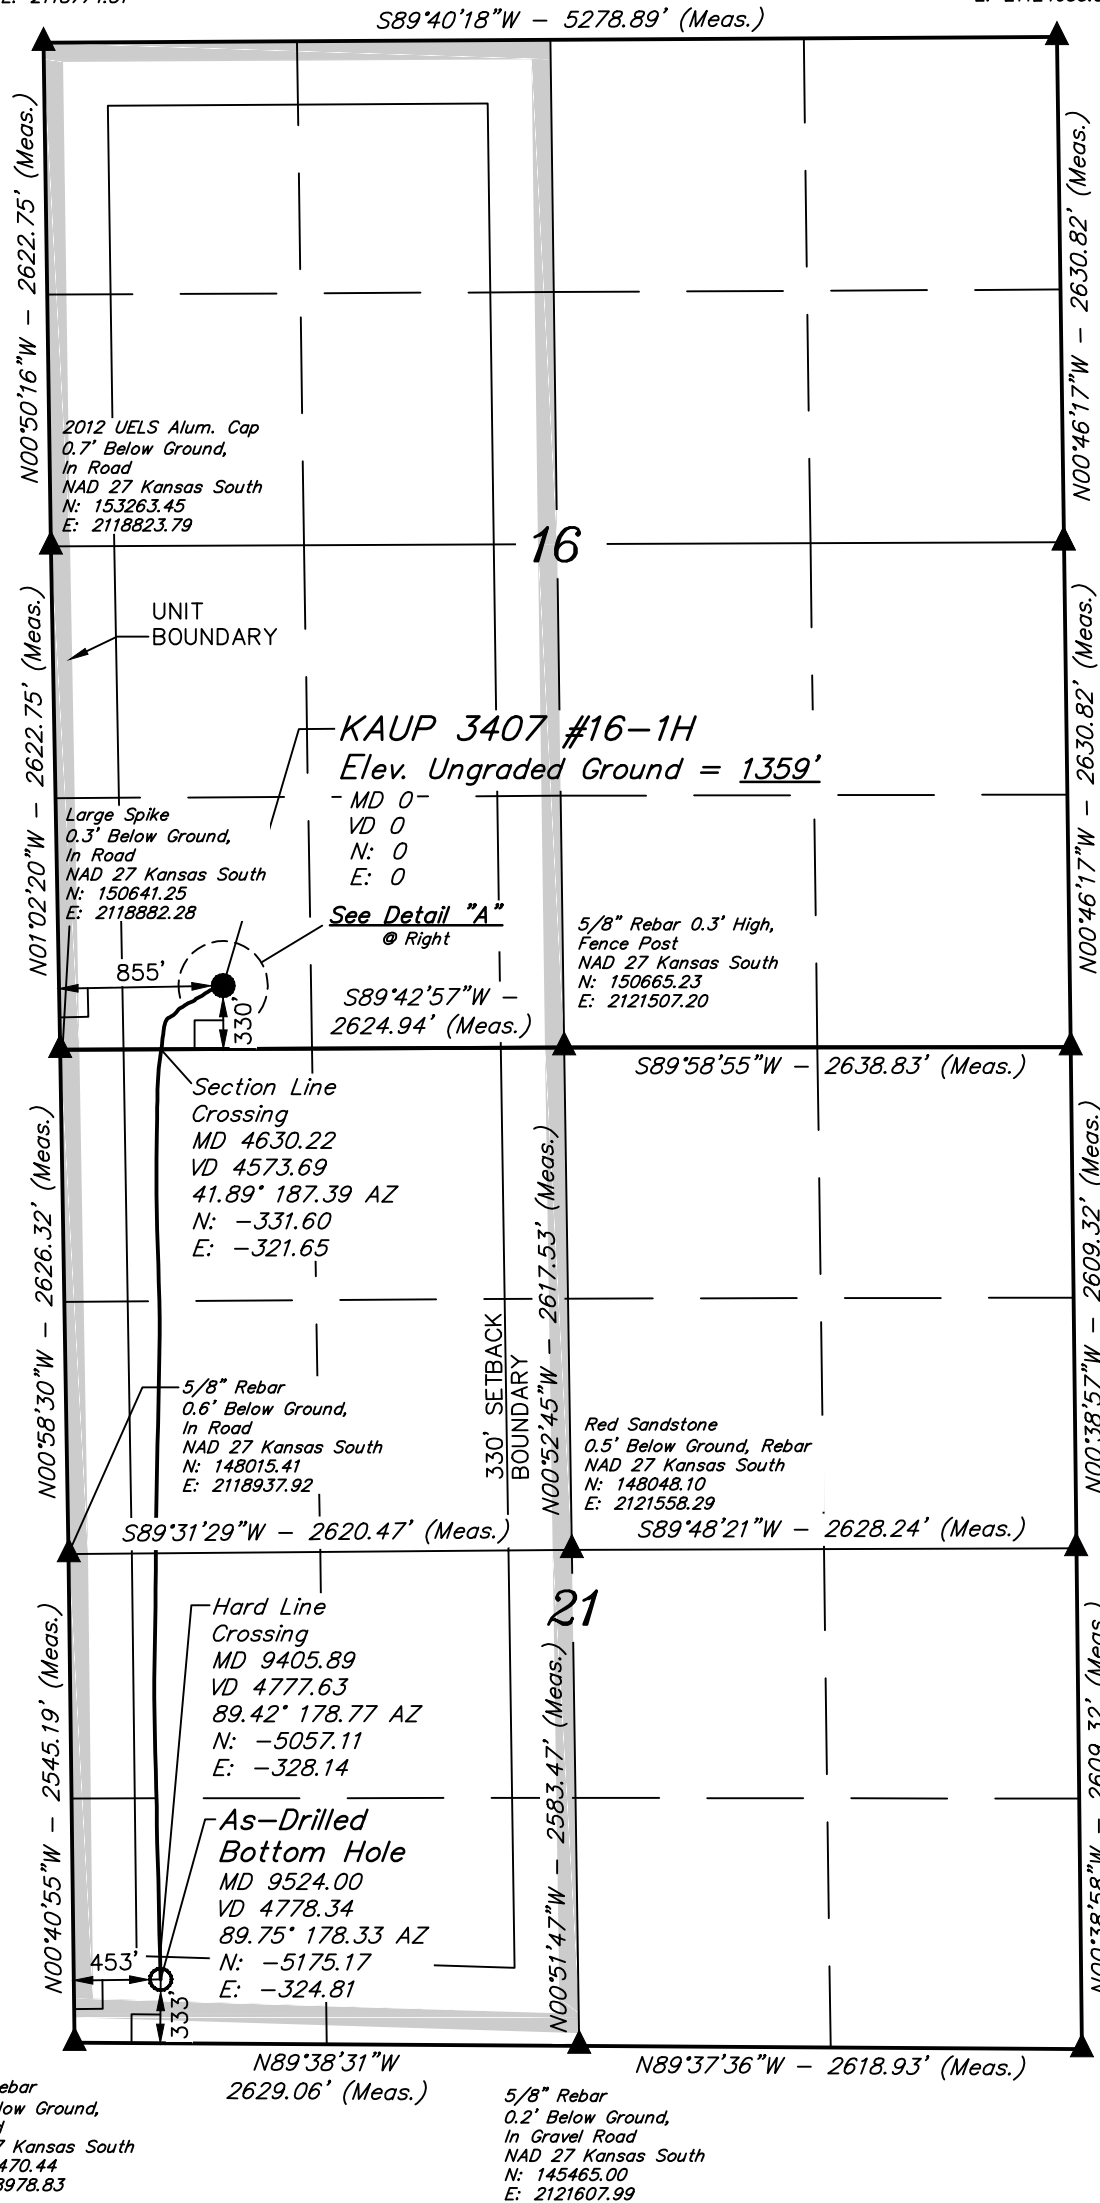 S89°40'18"W - 5278.89' (Meas.)
N00°50'16"W - 2622.75' (Meas.)
N00°46'17"W - 2630.82' (Meas.)
2012 UELS Alum. Cap
0.7' Below Ground,
In Road
NAD 27 Kansas South
N: 153263.45
E: 2118823.79
16
UNIT
BOUNDARY
N01°02'20"W - 2622.75' (Meas.)
N00°46'17"W - 2630.82' (Meas.)
KAUP 3407 #16-1H
Elev. Ungraded Ground = 1359'
MD 0
VD 0
N: 0
E: 0
Large Spike
0.3' Below Ground,
In Road
NAD 27 Kansas South
N: 150641.25
E: 2118882.28
See Detail "A"
@ Right
5/8" Rebar 0.3' High,
Fence Post
NAD 27 Kansas South
N: 150665.23
E: 2121507.20
855'
330'
S89°42'57"W -
2624.94' (Meas.)
S89°58'55"W - 2638.83' (Meas.)
Section Line
Crossing
MD 4630.22
VD 4573.69
41.89° 187.39 AZ
N: -331.60
E: -321.65
N00°58'30"W - 2626.32' (Meas.)
N00°52'45"W - 2617.53' (Meas.)
N00°38'57"W - 2609.32' (Meas.)
330' SETBACK
BOUNDARY
5/8" Rebar
0.6' Below Ground,
In Road
NAD 27 Kansas South
N: 148015.41
E: 2118937.92
Red Sandstone
0.5' Below Ground, Rebar
NAD 27 Kansas South
N: 148048.10
E: 2121558.29
S89°31'29"W - 2620.47' (Meas.)
S89°48'21"W - 2628.24' (Meas.)
21
Hard Line
Crossing
MD 9405.89
VD 4777.63
89.42° 178.77 AZ
N: -5057.11
E: -328.14
N00°40'55"W - 2545.19' (Meas.)
N00°51'47"W - 2583.47' (Meas.)
N00°38'58"W - 2609.32' (Meas.)
As-Drilled
Bottom Hole
MD 9524.00
VD 4778.34
89.75° 178.33 AZ
N: -5175.17
E: -324.81
453'
333'
N89°38'31"W
2629.06' (Meas.)
N89°37'36"W - 2618.93' (Meas.)
ebar
low Ground,
Kansas South
470.44
8978.83
5/8" Rebar
0.2' Below Ground,
In Gravel Road
NAD 27 Kansas South
N: 145465.00
E: 2121607.99